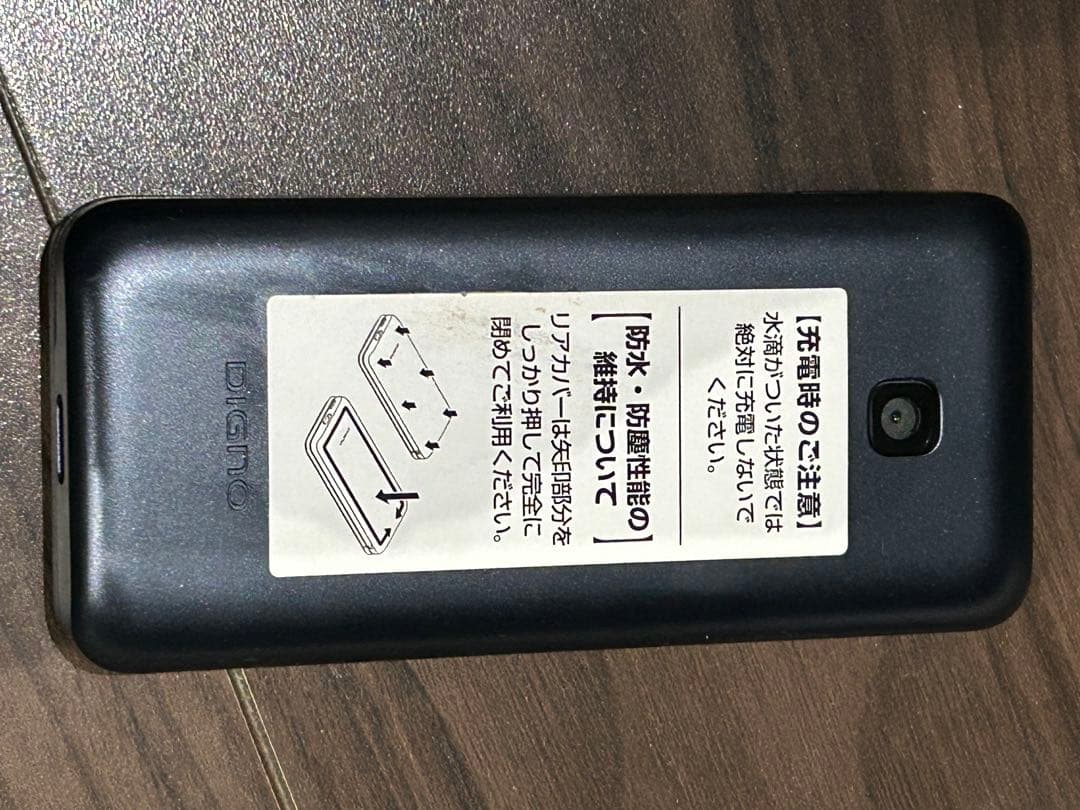 【充電時のご注意】
水滴がついた状態では
絶対に充電しないで
ください。
【防水・防塵性能の
維持について】
リアカバーは矢印部分を
しっかり押して完全に
閉めてご利用ください。
DIGNO